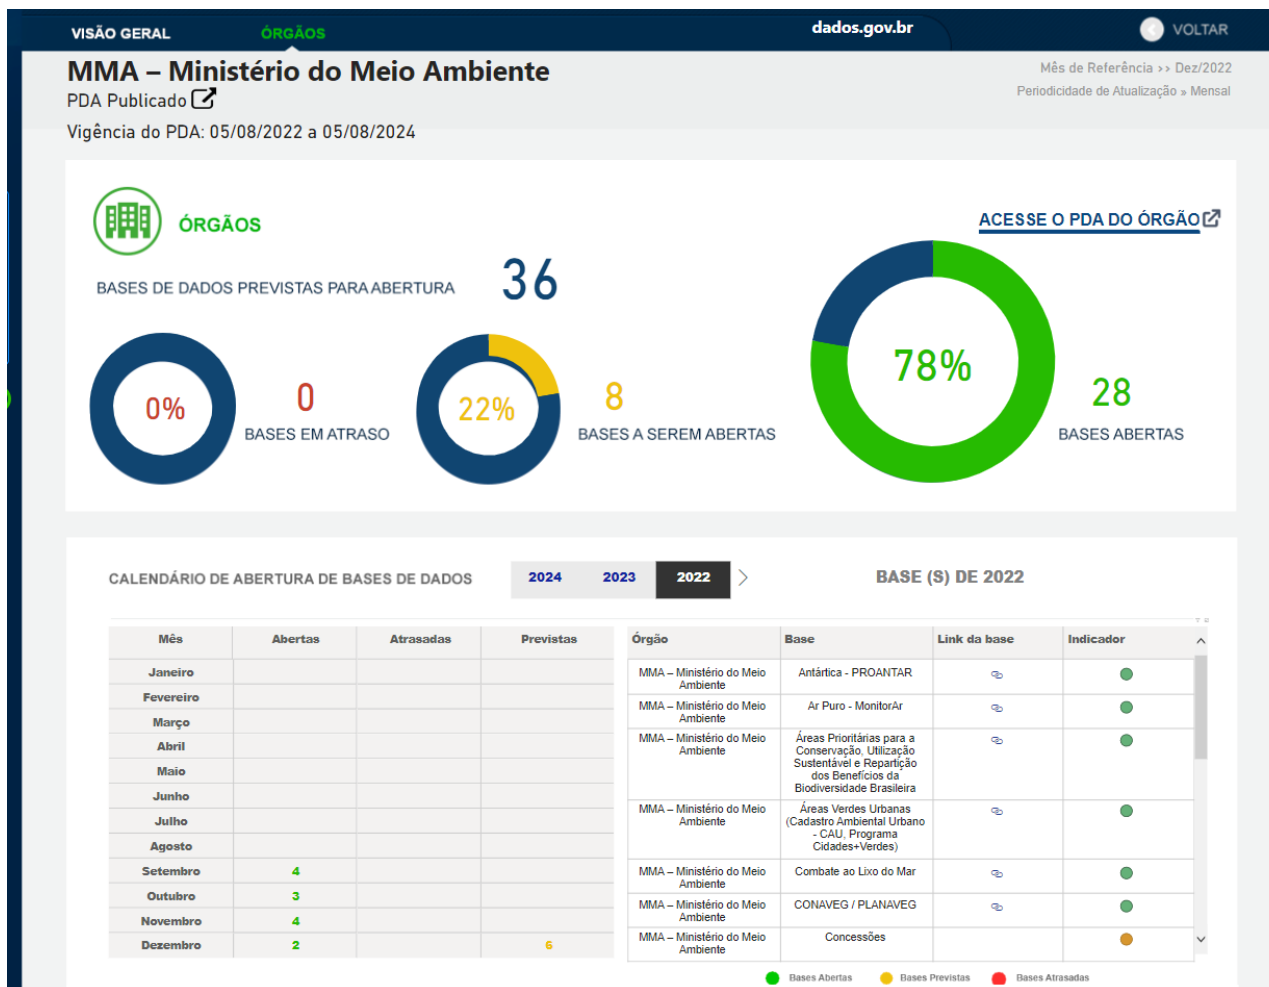 VISÃO GERAL
ÓRGÃOS
dados.gov.br
VOLTAR
MMA – Ministério do Meio Ambiente
Mês de Referência >> Dez/2022
PDA Publicado
Periodicidade de Atualização » Mensal
Vigência do PDA: 05/08/2022 a 05/08/2024
ÓRGÃOS
ACESSE O PDA DO ÓRGÃO
BASES DE DADOS PREVISTAS PARA ABERTURA
36
0%
0
BASES EM ATRASO
22%
8
BASES A SEREM ABERTAS
78%
28
BASES ABERTAS
CALENDÁRIO DE ABERTURA DE BASES DE DADOS
2024 2023 2022
BASE (S) DE 2022
Mês Abertas Atrasadas Previstas
Janeiro
Fevereiro
Março
Abril
Maio
Junho
Julho
Agosto
Setembro 4
Outubro 3
Novembro 4
Dezembro 2 6
Órgão Base Link da base Indicador
MMA – Ministério do Meio
Ambiente
Antártica - PROANTAR
MMA – Ministério do Meio
Ambiente
Ar Puro - MonitorAr
MMA – Ministério do Meio
Ambiente
Áreas Prioritárias para a
Conservação, Utilização
Sustentável e Repartição
dos Benefícios da
Biodiversidade Brasileira
MMA – Ministério do Meio
Ambiente
Áreas Verdes Urbanas
(Cadastro Ambiental Urbano
- CAU, Programa
Cidades+Verdes)
MMA – Ministério do Meio
Ambiente
Combate ao Lixo do Mar
MMA – Ministério do Meio
Ambiente
CONAVEG / PLANAVEG
MMA – Ministério do Meio
Ambiente
Concessões
Bases Abertas
Bases Previstas
Bases Atrasadas